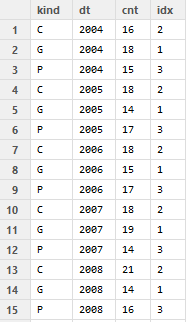 kind dt cnt idx
1 C 2004 16 2
2 G 2004 18 1
3 P 2004 15 3
4 C 2005 18 2
5 G 2005 14 1
6 P 2005 17 3
7 C 2006 18 2
8 G 2006 15 1
9 P 2006 17 3
10 C 2007 18 2
11 G 2007 19 1
12 P 2007 14 3
13 C 2008 21 2
14 G 2008 14 1
15 P 2008 16 3